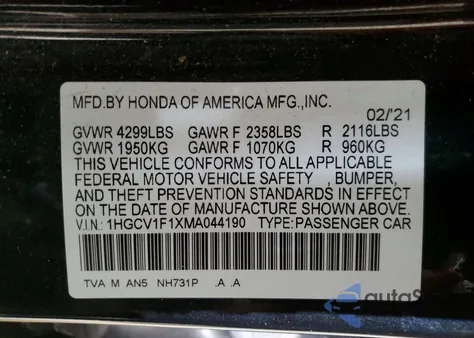 MFD.BY HONDA OF AMERICA MFG.,INC.
02/'21
GVWR 4299LBS GAWR F 2358LBS R 2116LBS
GVWR 1950KG GAWR F 1070KG R 960KG
THIS VEHICLE CONFORMS TO ALL APPLICABLE
FEDERAL MOTOR VEHICLE SAFETY , BUMPER,
AND THEFT PREVENTION STANDARDS IN EFFECT
ON THE DATE OF MANUFACTURE SHOWN ABOVE.
V.I.N.: 1HGCV1F1XMA044190 TYPE:PASSENGER CAR
TVA M AN5 NH731P .A .A